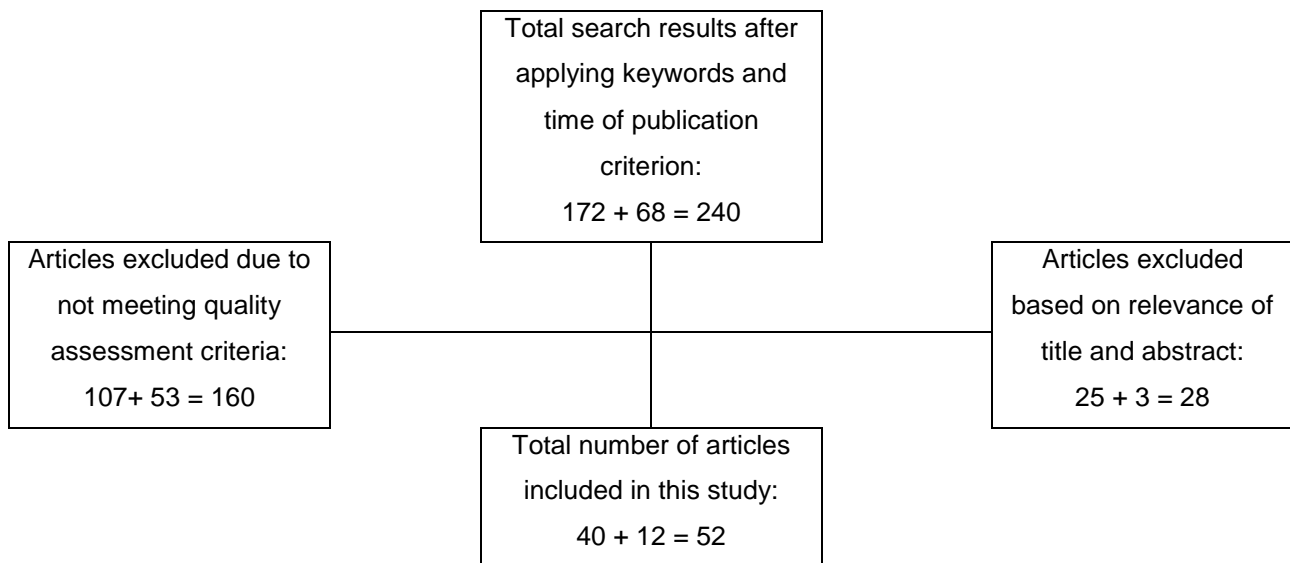 Total search results after
applying keywords and
time of publication
criterion:
172 + 68 = 240
Articles excluded due to
not meeting quality
assessment criteria:
107+ 53 = 160
Articles excluded
based on relevance of
title and abstract:
25 + 3 = 28
Total number of articles
included in this study:
40 + 12 = 52